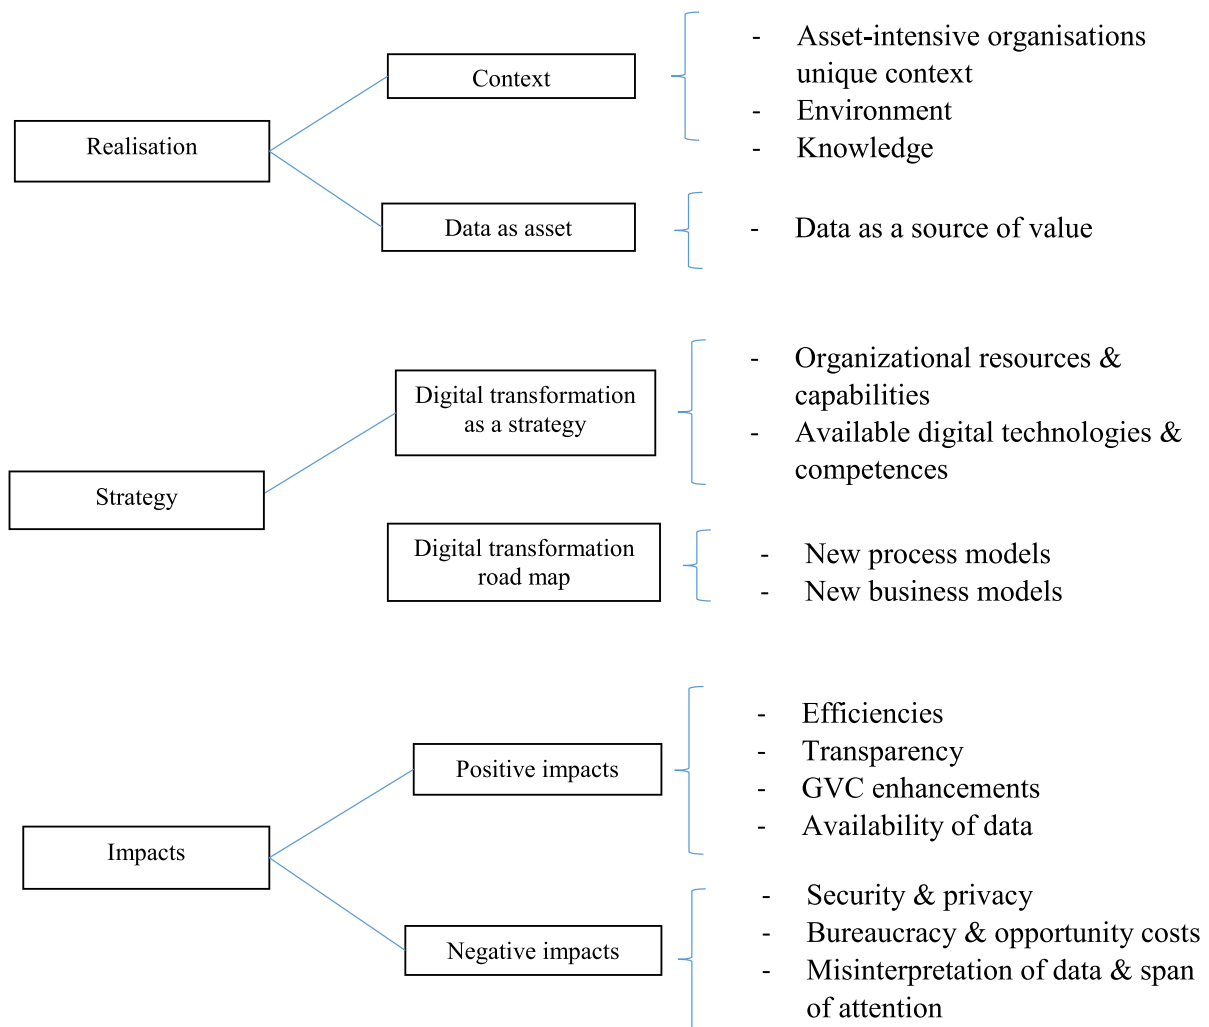 Realisation
Context
- Asset-intensive organisations
unique context
- Environment
- Knowledge
Data as asset
- Data as a source of value
Strategy
Digital transformation
as a strategy
- Organizational resources &
capabilities
- Available digital technologies &
competences
Digital transformation
road map
- New process models
- New business models
Impacts
Positive impacts
- Efficiencies
- Transparency
- GVC enhancements
- Availability of data
Negative impacts
- Security & privacy
- Bureaucracy & opportunity costs
- Misinterpretation of data & span
of attention